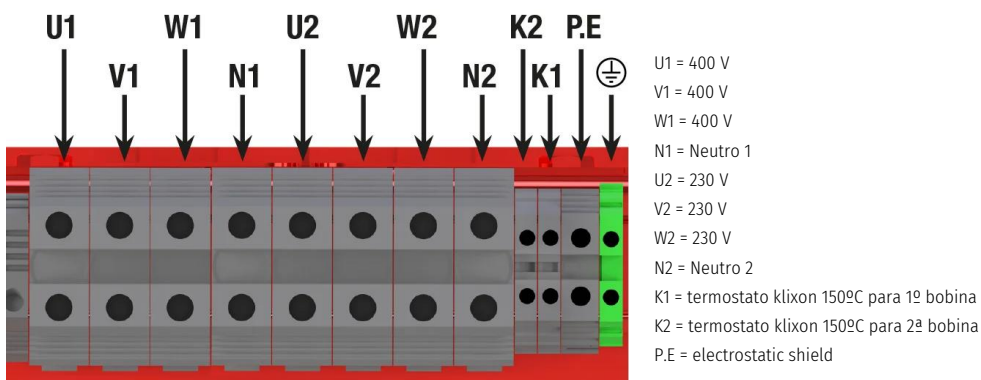 U1 W1 U2 W2 K2 P.E
V1 N1 V2 N2 K1
U1 = 400 V
V1 = 400 V
W1 = 400 V
N1 = Neutro 1
U2 = 230 V
V2 = 230 V
W2 = 230 V
N2 = Neutro 2
K1 = termostato klixon 150ºC para 1º bobina
K2 = termostato klixon 150ºC para 2ª bobina
P.E = electrostatic shield